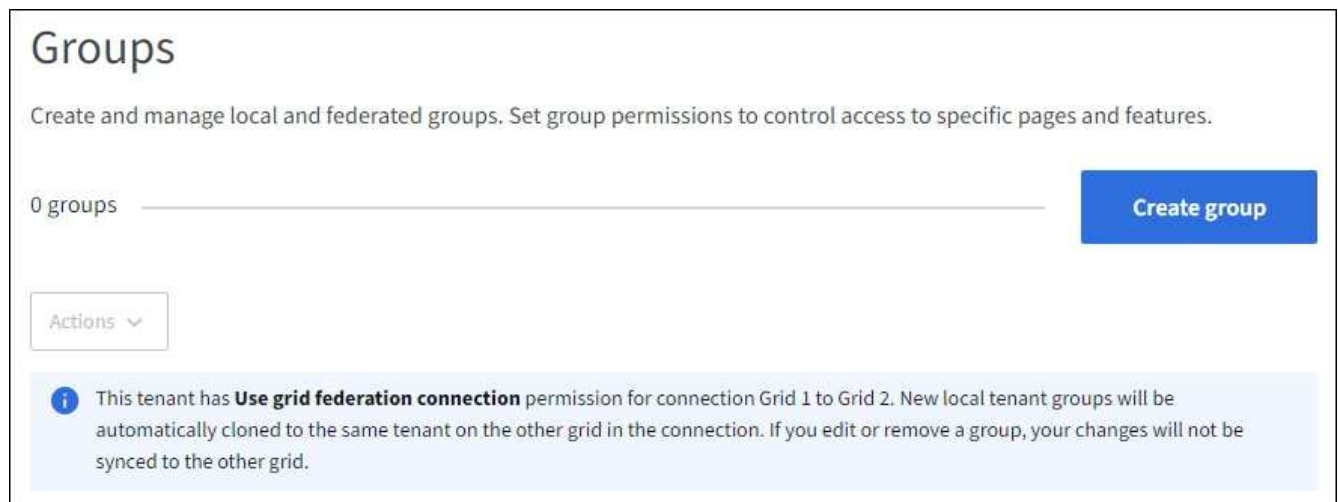 Groups
Create and manage local and federated groups. Set group permissions to control access to specific pages and features.
0 groups
Create group
Actions
This tenant has Use grid federation connection permission for connection Grid 1 to Grid 2. New local tenant groups will be
automatically cloned to the same tenant on the other grid in the connection. If you edit or remove a group, your changes will not be
synced to the other grid.